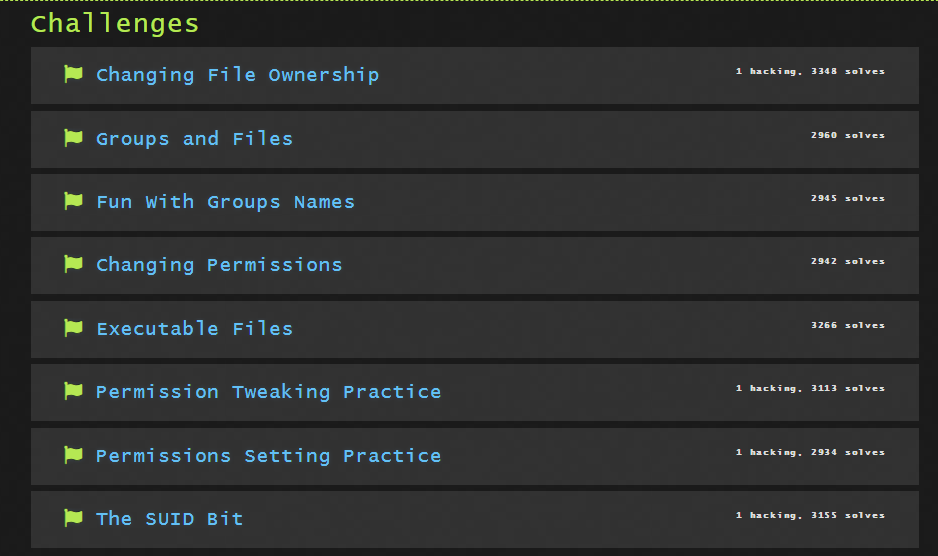 Challenges
Changing File Ownership
1 hacking, 3348 solves
Groups and Files
2960 solves
Fun With Groups Names
2945 solves
Changing Permissions
2942 solves
Executable Files
3266 solves
Permission Tweaking Practice
1 hacking, 3113 solves
Permissions Setting Practice
1 hacking, 2934 solves
The SUID Bit
1 hacking, 3155 solves